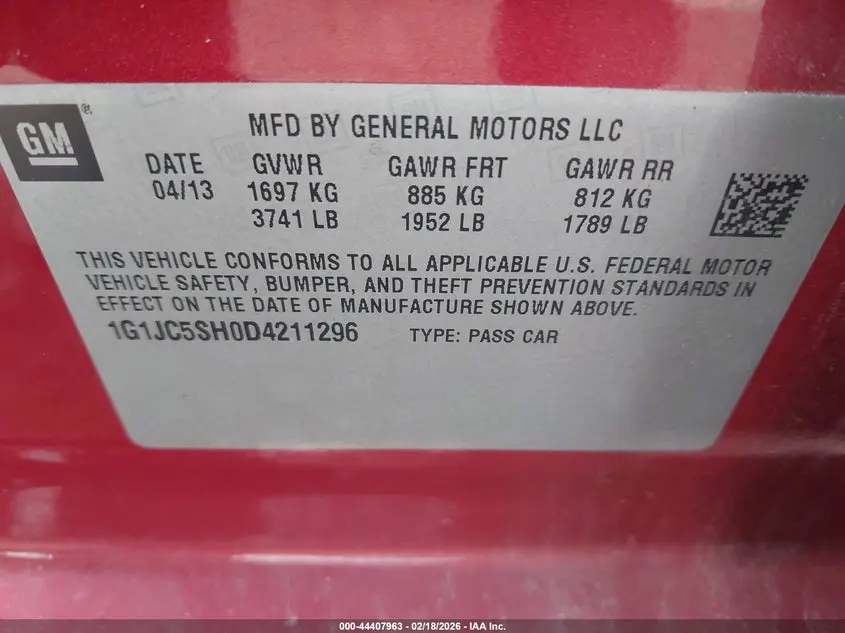 GM ®
MFD BY GENERAL MOTORS LLC
DATE GVWR GAWR FRT GAWR RR
04/13 1697 KG 885 KG 812 KG
3741 LB 1952 LB 1789 LB
THIS VEHICLE CONFORMS TO ALL APPLICABLE U.S. FEDERAL MOTOR
VEHICLE SAFETY, BUMPER, AND THEFT PREVENTION STANDARDS IN
EFFECT ON THE DATE OF MANUFACTURE SHOWN ABOVE.
1G1JC5SH0D4211296 TYPE: PASS CAR
000-44407963 - 02/18/2026 - IAA Inc.